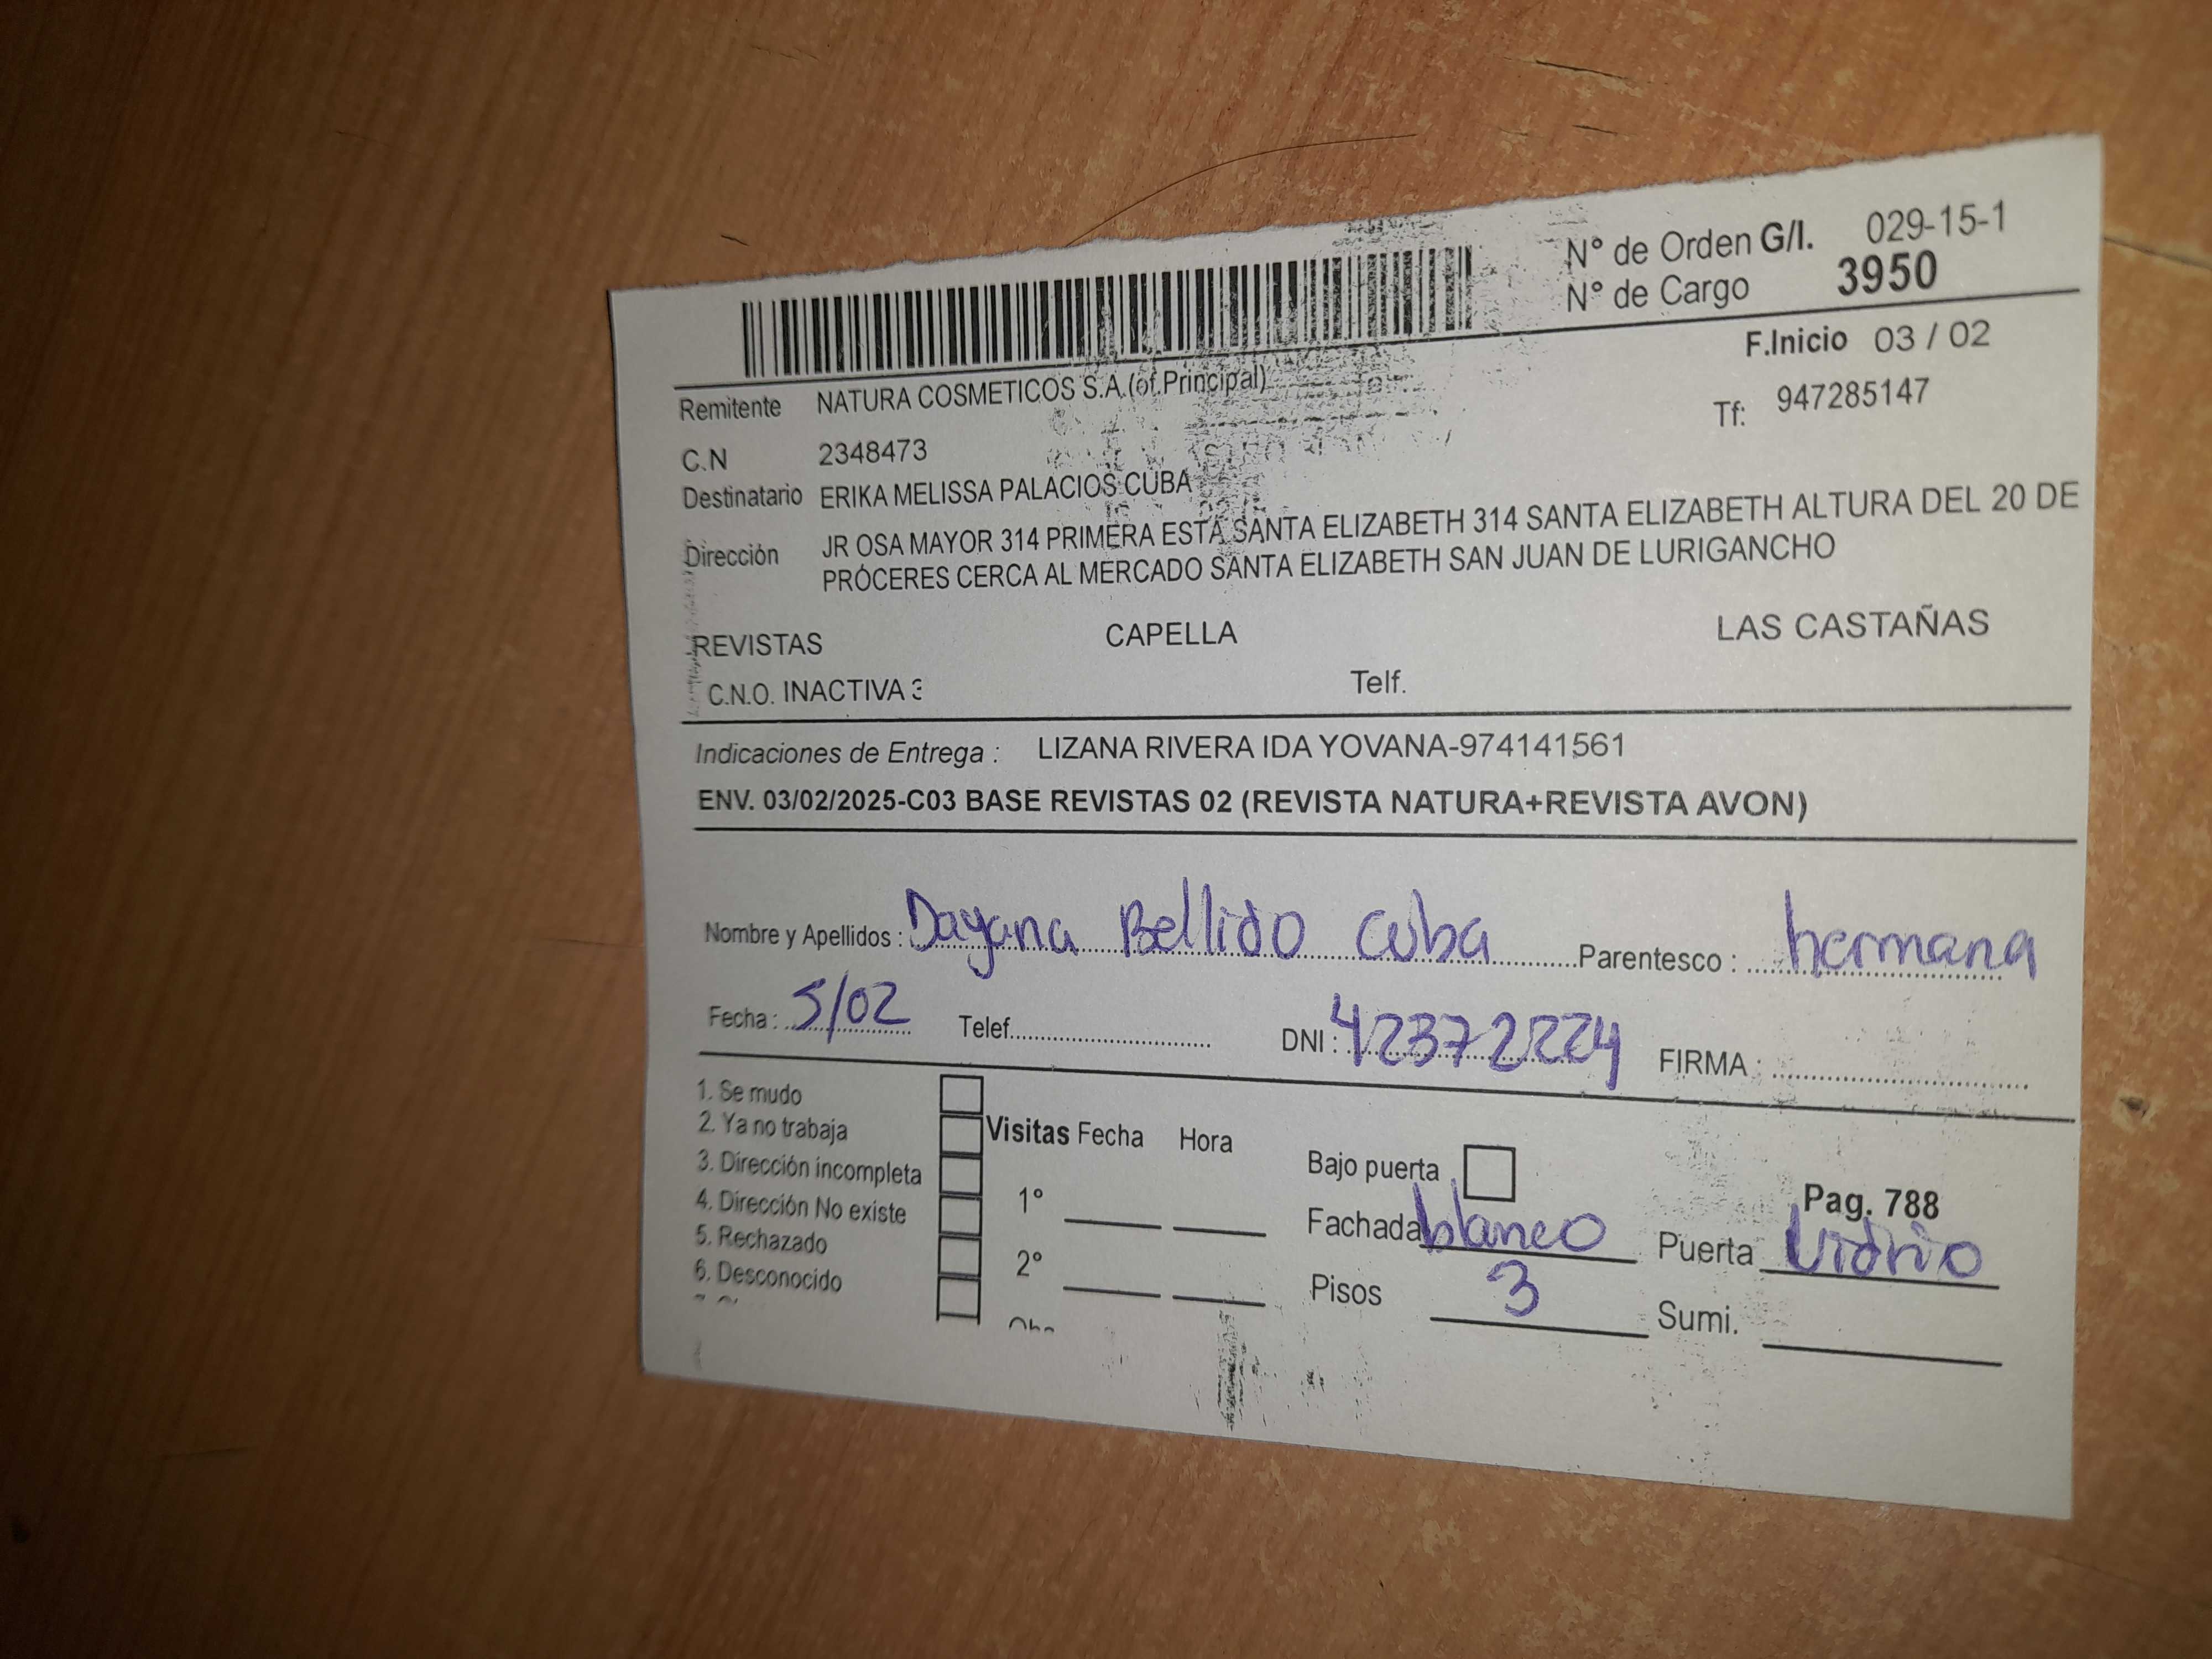 N° de Orden G/I. 029-15-1
N° de Cargo 3950
F.Inicio 03 / 02
Remitente NATURA COSMETICOS S.A.(of.Principal)
Tf: 947285147
C.N 2348473
Destinatario ERIKA MELISSA PALACIOS CUBA
Dirección JR OSA MAYOR 314 PRIMERA ESTA SANTA ELIZABETH 314 SANTA ELIZABETH ALTURA DEL 20 DE
PRÓCERES CERCA AL MERCADO SANTA ELIZABETH SAN JUAN DE LURIGANCHO
REVISTAS CAPELLA LAS CASTAÑAS
C.N.O. INACTIVA 3 Telf.
Indicaciones de Entrega : LIZANA RIVERA IDA YOVANA-974141561
ENV. 03/02/2025-C03 BASE REVISTAS 02 (REVISTA NATURA+REVISTA AVON)
Nombre y Apellidos : Dayana Bellido Cuba Parentesco : hermana
Fecha : 5/02 Telef. DNI : 42372224 FIRMA :
1. Se mudo
2. Ya no trabaja
3. Dirección incompleta
4. Dirección No existe
5. Rechazado
6. Desconocido
Visitas Fecha Hora
1°
2°
Bajo puerta
Pag. 788
Fachada blanco Puerta Vidrio
Pisos 3 Sumi.